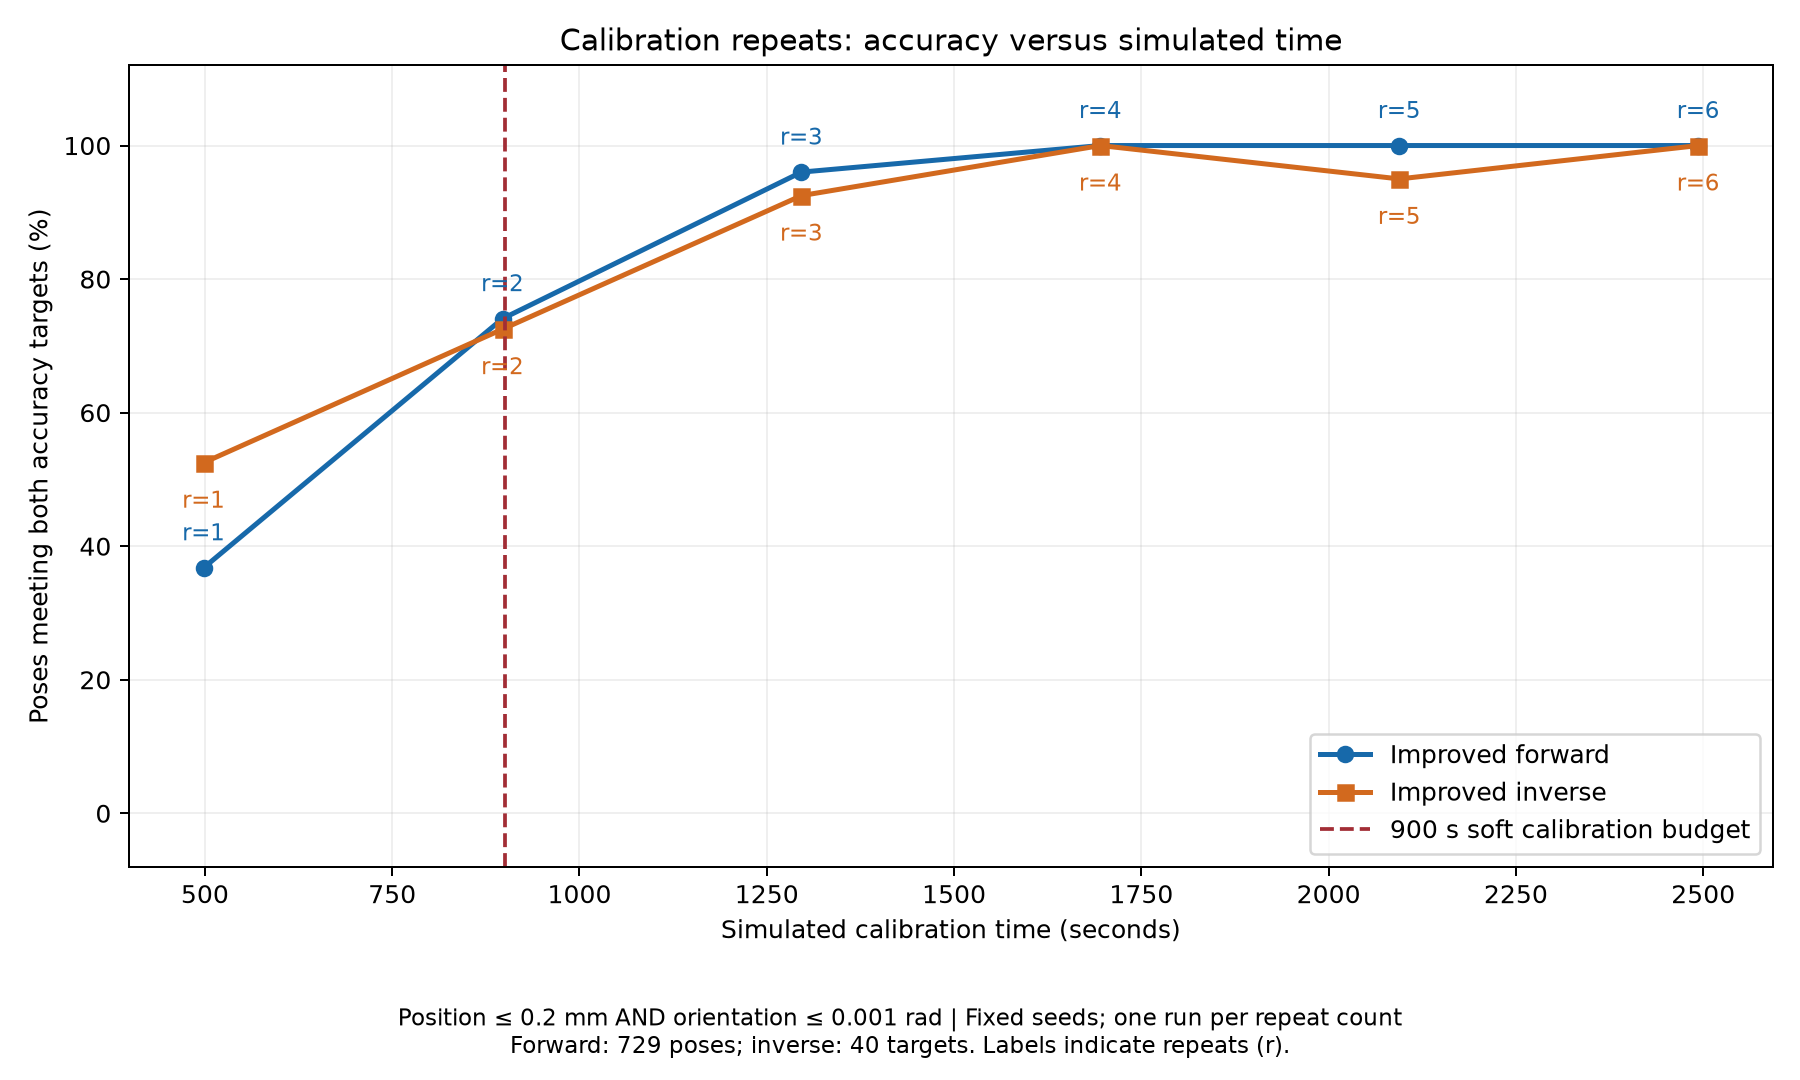 Calibration repeats: accuracy versus simulated time
Poses meeting both accuracy targets (%)
100
80
60
40
20
0
r=4
r=5
r=6
r=3
r=4
r=6
r=5
r=3
r=2
r=2
r=1
r=1
Improved forward
Improved inverse
900 s soft calibration budget
500 750 1000 1250 1500 1750 2000 2250 2500
Simulated calibration time (seconds)
Position ≤ 0.2 mm AND orientation ≤ 0.001 rad | Fixed seeds; one run per repeat count
Forward: 729 poses; inverse: 40 targets. Labels indicate repeats (r).